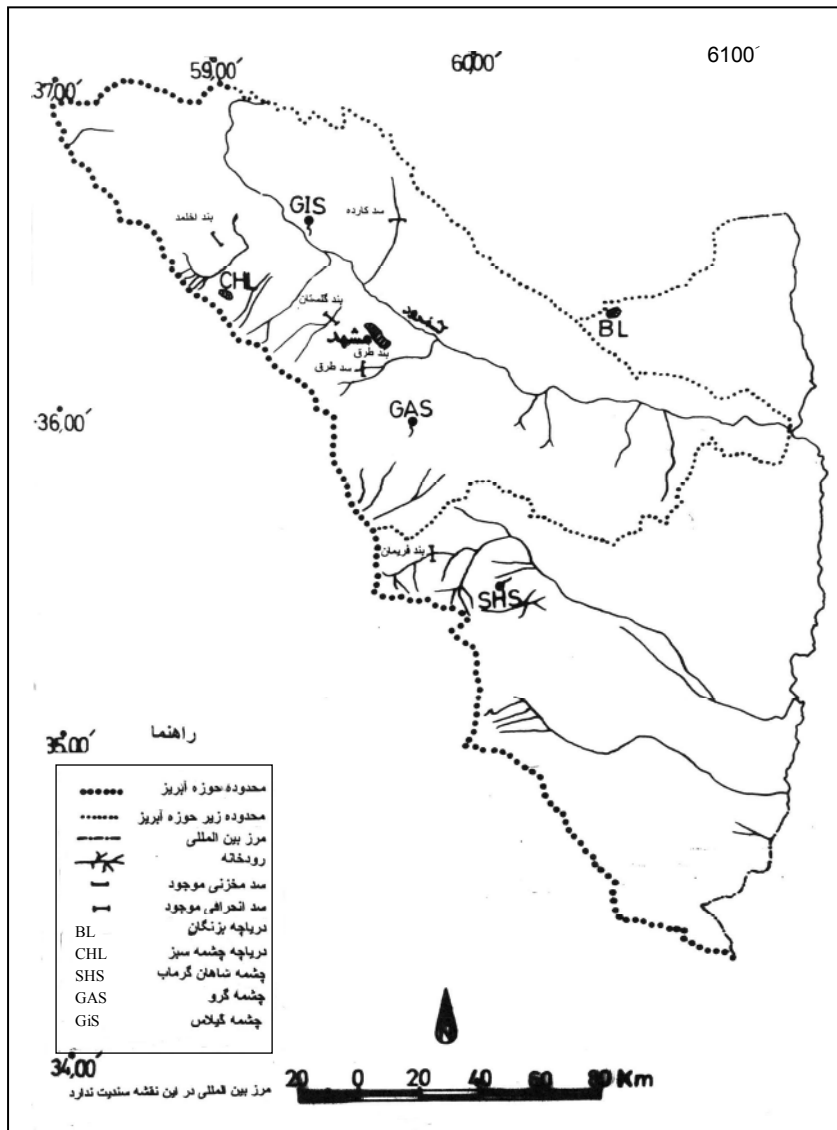 59,00´
60,00´
6100´
37,00´
GIS
سد کارده
بند اخلمد
CHL
بند گلستان
کشف‌رود
BL
مشهد
بند طرق
سد طرق
36,00´
GAS
بند فریمان
SHS
35,00´
راهنما
محدوده حوزه آبریز
محدوده زیر حوزه آبریز
مرز بین المللی
رودخانه
سد مخزنی موجود
سد انحرافی موجود
BL دریاچه بزنگان
CHL دریاچه چشمه سبز
SHS چشمه شاهان گرماب
GAS چشمه گرو
GiS چشمه گیلاس
34,00´
N
20 0 20 40 60 80 Km
مرز بین المللی در این نقشه سندیت ندارد